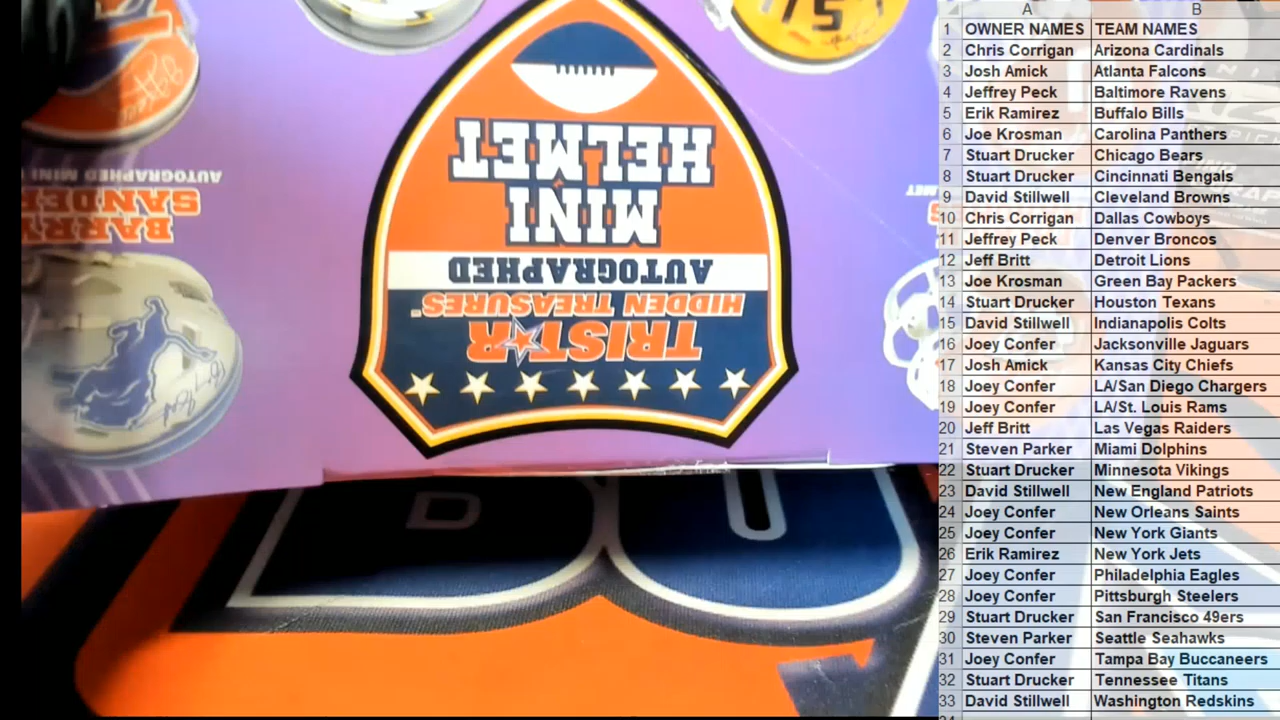 AUTOGRAPHED MINI
BARRY
SANDER
MINI
HELMET
AUTOGRAPHED
HIDDEN TREASURES
TRISTAR
A B
1 OWNER NAMES TEAM NAMES
2 Chris Corrigan Arizona Cardinals
3 Josh Amick Atlanta Falcons
4 Jeffrey Peck Baltimore Ravens
5 Erik Ramirez Buffalo Bills
6 Joe Krosman Carolina Panthers
7 Stuart Drucker Chicago Bears
8 Stuart Drucker Cincinnati Bengals
9 David Stillwell Cleveland Browns
10 Chris Corrigan Dallas Cowboys
11 Jeffrey Peck Denver Broncos
12 Jeff Britt Detroit Lions
13 Joe Krosman Green Bay Packers
14 Stuart Drucker Houston Texans
15 David Stillwell Indianapolis Colts
16 Joey Confer Jacksonville Jaguars
17 Josh Amick Kansas City Chiefs
18 Joey Confer LA/San Diego Chargers
19 Joey Confer LA/St. Louis Rams
20 Jeff Britt Las Vegas Raiders
21 Steven Parker Miami Dolphins
22 Stuart Drucker Minnesota Vikings
23 David Stillwell New England Patriots
24 Joey Confer New Orleans Saints
25 Joey Confer New York Giants
26 Erik Ramirez New York Jets
27 Joey Confer Philadelphia Eagles
28 Joey Confer Pittsburgh Steelers
29 Stuart Drucker San Francisco 49ers
30 Steven Parker Seattle Seahawks
31 Joey Confer Tampa Bay Buccaneers
32 Stuart Drucker Tennessee Titans
33 David Stillwell Washington Redskins